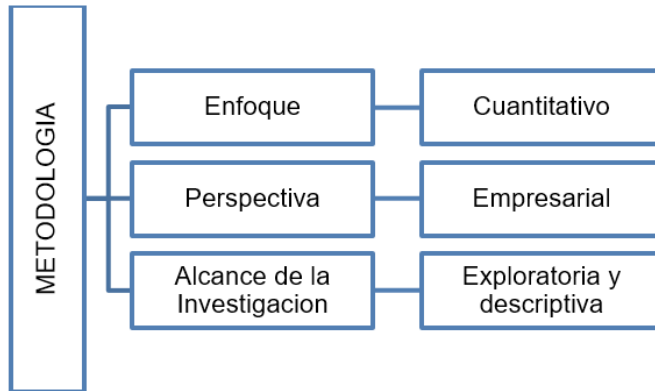 METODOLOGIA
Enfoque
Cuantitativo
Perspectiva
Empresarial
Alcance de la
Investigacion
Exploratoria y
descriptiva